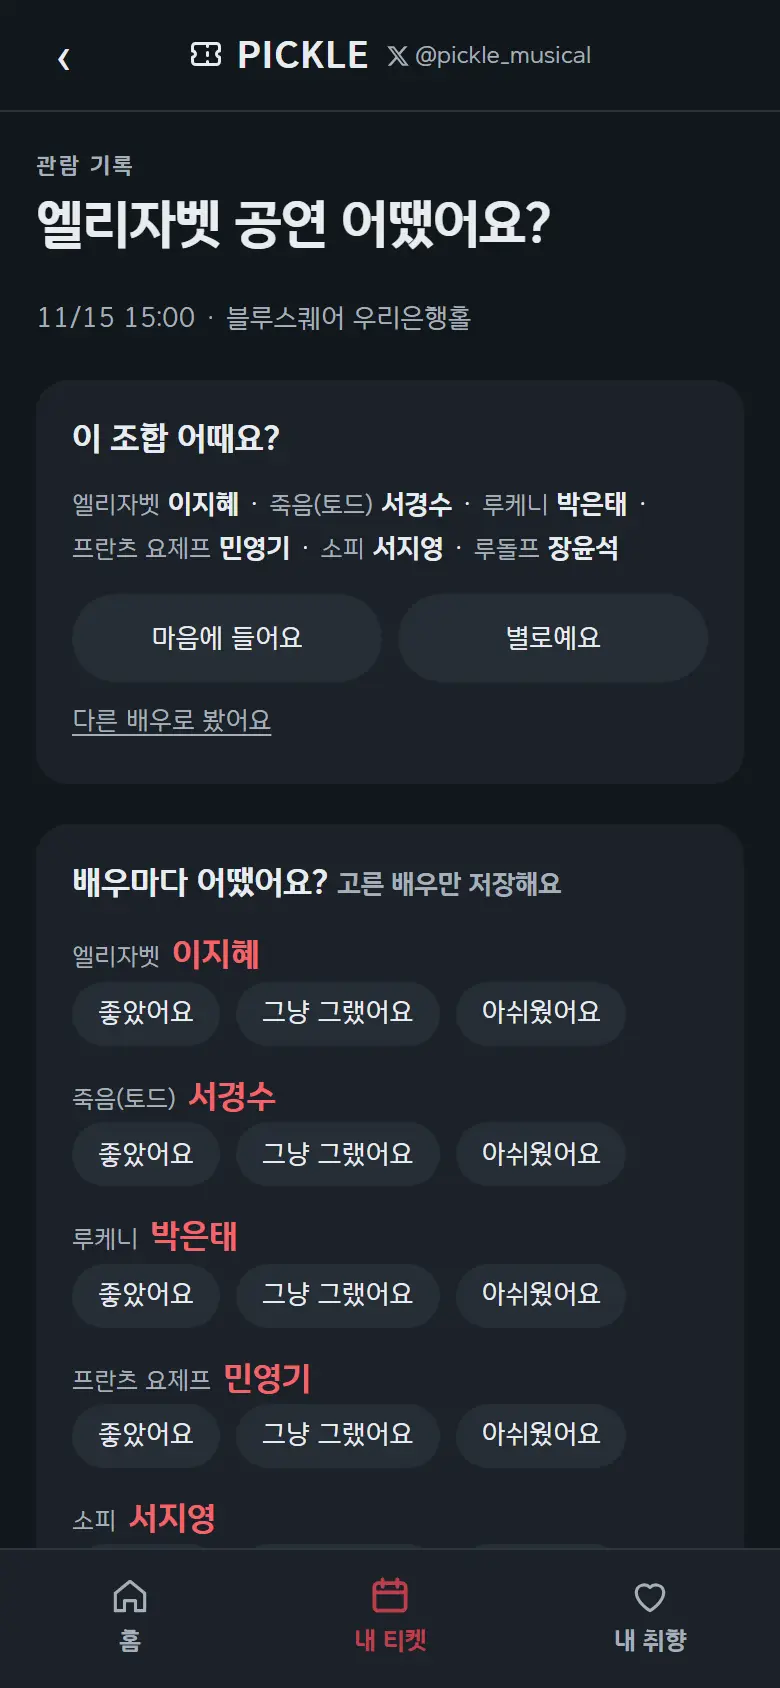 ‹ PICKLE 𝕏 @pickle_musical
관람 기록
엘리자벳 공연 어땠어요?
11/15 15:00 · 블루스퀘어 우리은행홀
이 조합 어때요?
엘리자벳 이지혜 · 죽음(토드) 서경수 · 루케니 박은태 ·
프란츠 요제프 민영기 · 소피 서지영 · 루돌프 장윤석
마음에 들어요 별로예요
다른 배우로 봤어요
배우마다 어땠어요? 고른 배우만 저장해요
엘리자벳 이지혜
좋았어요 그냥 그랬어요 아쉬웠어요
죽음(토드) 서경수
좋았어요 그냥 그랬어요 아쉬웠어요
루케니 박은태
좋았어요 그냥 그랬어요 아쉬웠어요
프란츠 요제프 민영기
좋았어요 그냥 그랬어요 아쉬웠어요
소피 서지영
홈 내 티켓 내 취향